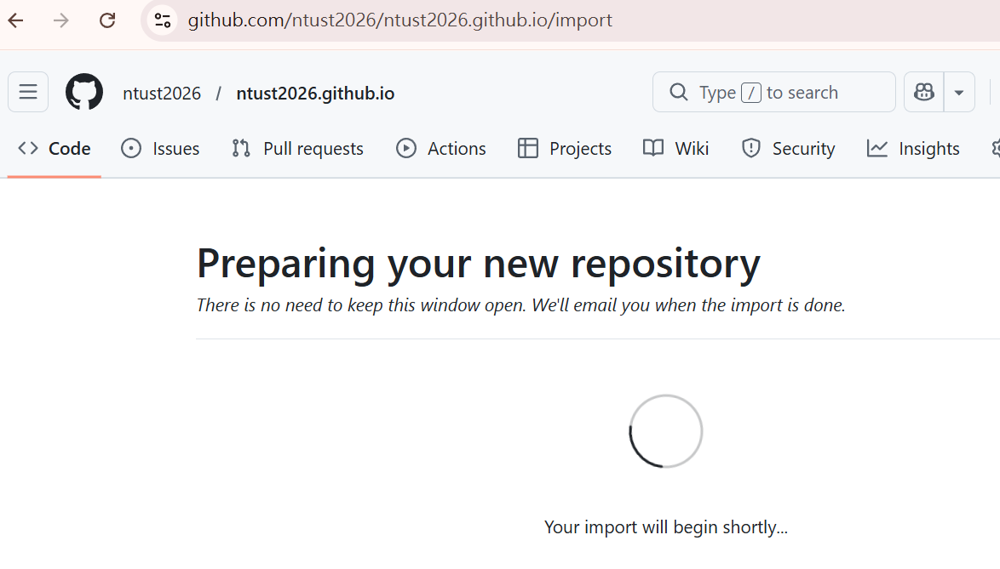 github.com/ntust2026/ntust2026.github.io/import
ntust2026 / ntust2026.github.io
Type / to search
Code Issues Pull requests Actions Projects Wiki Security Insights
Preparing your new repository
There is no need to keep this window open. We'll email you when the import is done.
Your import will begin shortly...